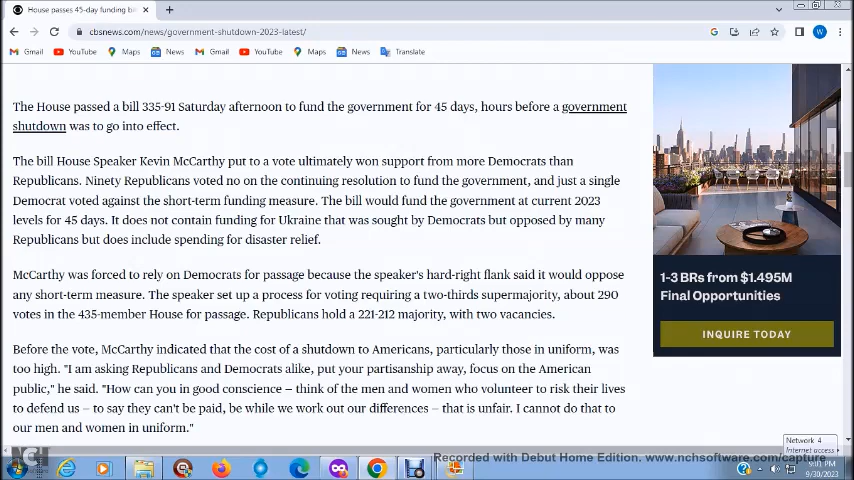 House passes 45-day funding bil
cbsnews.com/news/government-shutdown-2023-latest/
W
Gmail YouTube Maps News Gmail YouTube Maps News Translate
The House passed a bill 335-91 Saturday afternoon to fund the government for 45 days, hours before a government
shutdown was to go into effect.
The bill House Speaker Kevin McCarthy put to a vote ultimately won support from more Democrats than
Republicans. Ninety Republicans voted no on the continuing resolution to fund the government, and just a single
Democrat voted against the short-term funding measure. The bill would fund the government at current 2023
levels for 45 days. It does not contain funding for Ukraine that was sought by Democrats but opposed by many
Republicans but does include spending for disaster relief.
McCarthy was forced to rely on Democrats for passage because the speaker's hard-right flank said it would oppose
any short-term measure. The speaker set up a process for voting requiring a two-thirds supermajority, about 290
votes in the 435-member House for passage. Republicans hold a 221-212 majority, with two vacancies.
Before the vote, McCarthy indicated that the cost of a shutdown to Americans, particularly those in uniform, was
too high. "I am asking Republicans and Democrats alike, put your partisanship away, focus on the American
public," he said. "How can you in good conscience – think of the men and women who volunteer to risk their lives
to defend us – to say they can't be paid, be while we work out our differences – that is unfair. I cannot do that to
our men and women in uniform."
1-3 BRs from $1.495M
Final Opportunities
INQUIRE TODAY
Network 4
Internet access
NCH
Recorded with Debut Home Edition. www.nchsoftware.com/capture
9:01 PM
9/30/2023